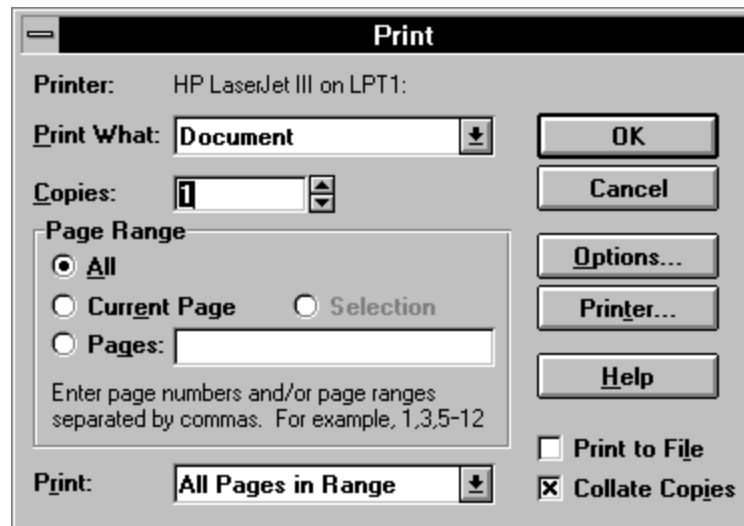 Print
Printer: HP LaserJet III on LPT1:
Print What: Document
OK
Copies: 1
Cancel
Page Range
All
Options...
Current Page Selection
Printer...
Pages:
Enter page numbers and/or page ranges
separated by commas. For example, 1,3,5-12
Help
Print to File
Print: All Pages in Range
Collate Copies